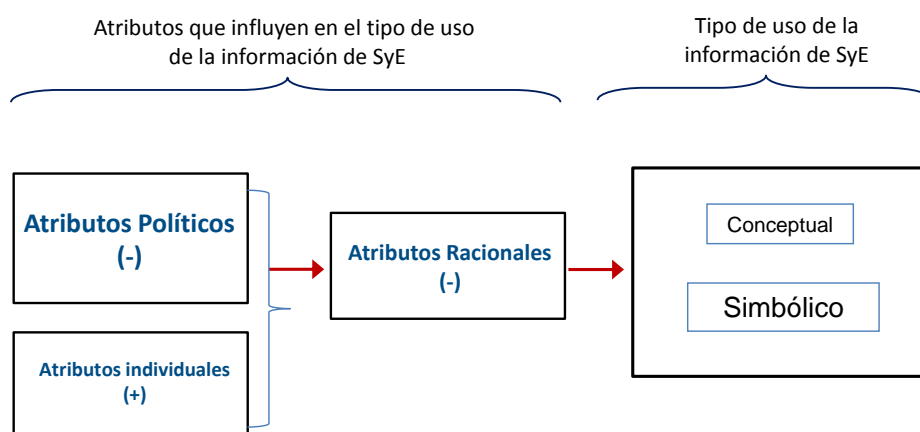 Atributos que influyen en el tipo de uso
de la información de SyE
Tipo de uso de la
información de SyE
Atributos Políticos
(-)
Atributos individuales
(+)
Atributos Racionales
(-)
Conceptual
Simbólico